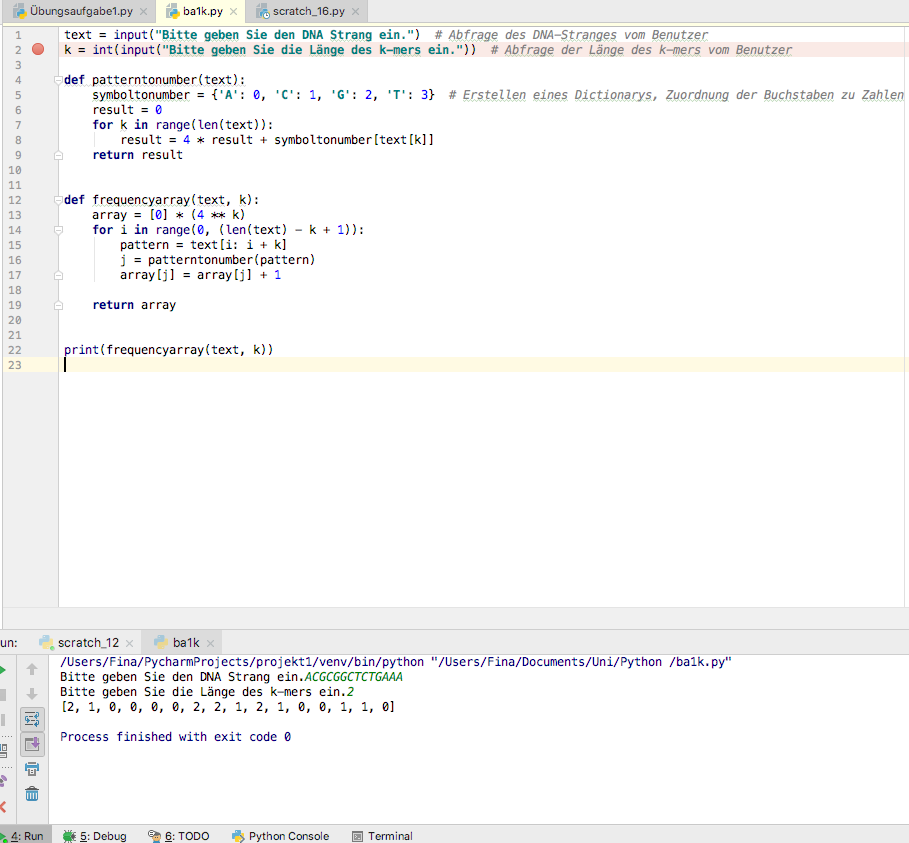 Übungsaufgabe1.py ba1k.py scratch_16.py
1 text = input("Bitte geben Sie den DNA Strang ein.")  # Abfrage des DNA-Stranges vom Benutzer
2 k = int(input("Bitte geben Sie die Länge des k-mers ein."))  # Abfrage der Länge des k-mers vom Benutzer
3
4 def patterntonumber(text):
5     symboltonumber = {'A': 0, 'C': 1, 'G': 2, 'T': 3}  # Erstellen eines Dictionarys, Zuordnung der Buchstaben zu Zahlen
6     result = 0
7     for k in range(len(text)):
8         result = 4 * result + symboltonumber[text[k]]
9     return result
10
11
12 def frequencyarray(text, k):
13     array = [0] * (4 ** k)
14     for i in range(0, (len(text) - k + 1)):
15         pattern = text[i: i + k]
16         j = patterntonumber(pattern)
17         array[j] = array[j] + 1
18
19     return array
20
21
22 print(frequencyarray(text, k))
23
un: scratch_12 ba1k
/Users/Fina/PycharmProjects/projekt1/venv/bin/python "/Users/Fina/Documents/Uni/Python /ba1k.py"
Bitte geben Sie den DNA Strang ein.ACGCGGCTCTGAAA
Bitte geben Sie die Länge des k-mers ein.2
[2, 1, 0, 0, 0, 0, 2, 2, 1, 2, 1, 0, 0, 1, 1, 0]
Process finished with exit code 0
4: Run 5: Debug 6: TODO Python Console Terminal